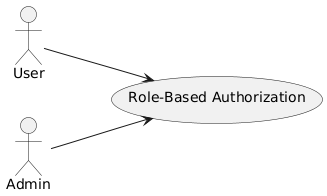 User
Role-Based Authorization
Admin